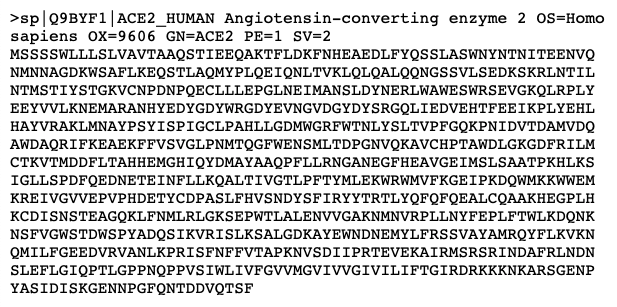 >sp|Q9BYF1|ACE2_HUMAN Angiotensin-converting enzyme 2 OS=Homo
sapiens OX=9606 GN=ACE2 PE=1 SV=2
MSSSSWLLLSLVAVTAAQSTIEEQAKTFLDKFNHEAEDLFYQSSLASWNYNTNITEENVQ
NMNNAGDKWSAFLKEQSTLAQMYPLQEIQNLTVKLQLQALQQNGSSVLSEDKSKRLNTIL
NTMSTIYSTGKVCNPDNPQECLLLEPGLNEIMANSLDYNERLWAWESWRSEVGKQLRPLY
EEYVVLKNEMARANHYEDYGDYWRGDYEVNGVDGYDYSRGQLIEDVEHTFEEIKPLYEHL
HAYVRAKLMNAYPSYISPIGCLPAHLLGDMWGRFWTNLYSLTVPFGQKPNIDVTDAMVDQ
AWDAQRIFKEAEKFFVSVGLPNMTQGFWENSMLTDPGNVQKAVCHPTAWDLGKGDFRILM
CTKVTMDDFLTAHHEMGHIQYDMAYAAQPFLLRNGANEGFHEAVGEIMSLSAATPKHLKS
IGLLSPDFQEDNETEINFLLKQALTIVGTLPFTYMLEKWRWMVFKGEIPKDQWMKKWWEM
KREIVGVVEPVPHDETYCDPASLFHVSNDYSFIRYYTRTLYQFQFQEALCQAAKHEGPLH
KCDISNSTEAGQKLFNMLRLGKSEPWTLALENVVGAKNMNVRPLLNYFEPLFTWLKDQNK
NSFVGWSTDWSPYADQSIKVRISLKSALGDKAYEWNDNEMYLFRSSVAYAMRQYFLKVKN
QMILFGEEDVRVANLKPRISFNFFVTAPKNVSDIIPRTEVEKAIRMSRSRINDAFRLNDN
SLEFLGIQPTLGPPNQPPVSIWLIVFGVVMGVIVVGIVILIFTGIRDRKKKNKARSGENP
YASIDISKGENNPGFQNTDDVQTSF